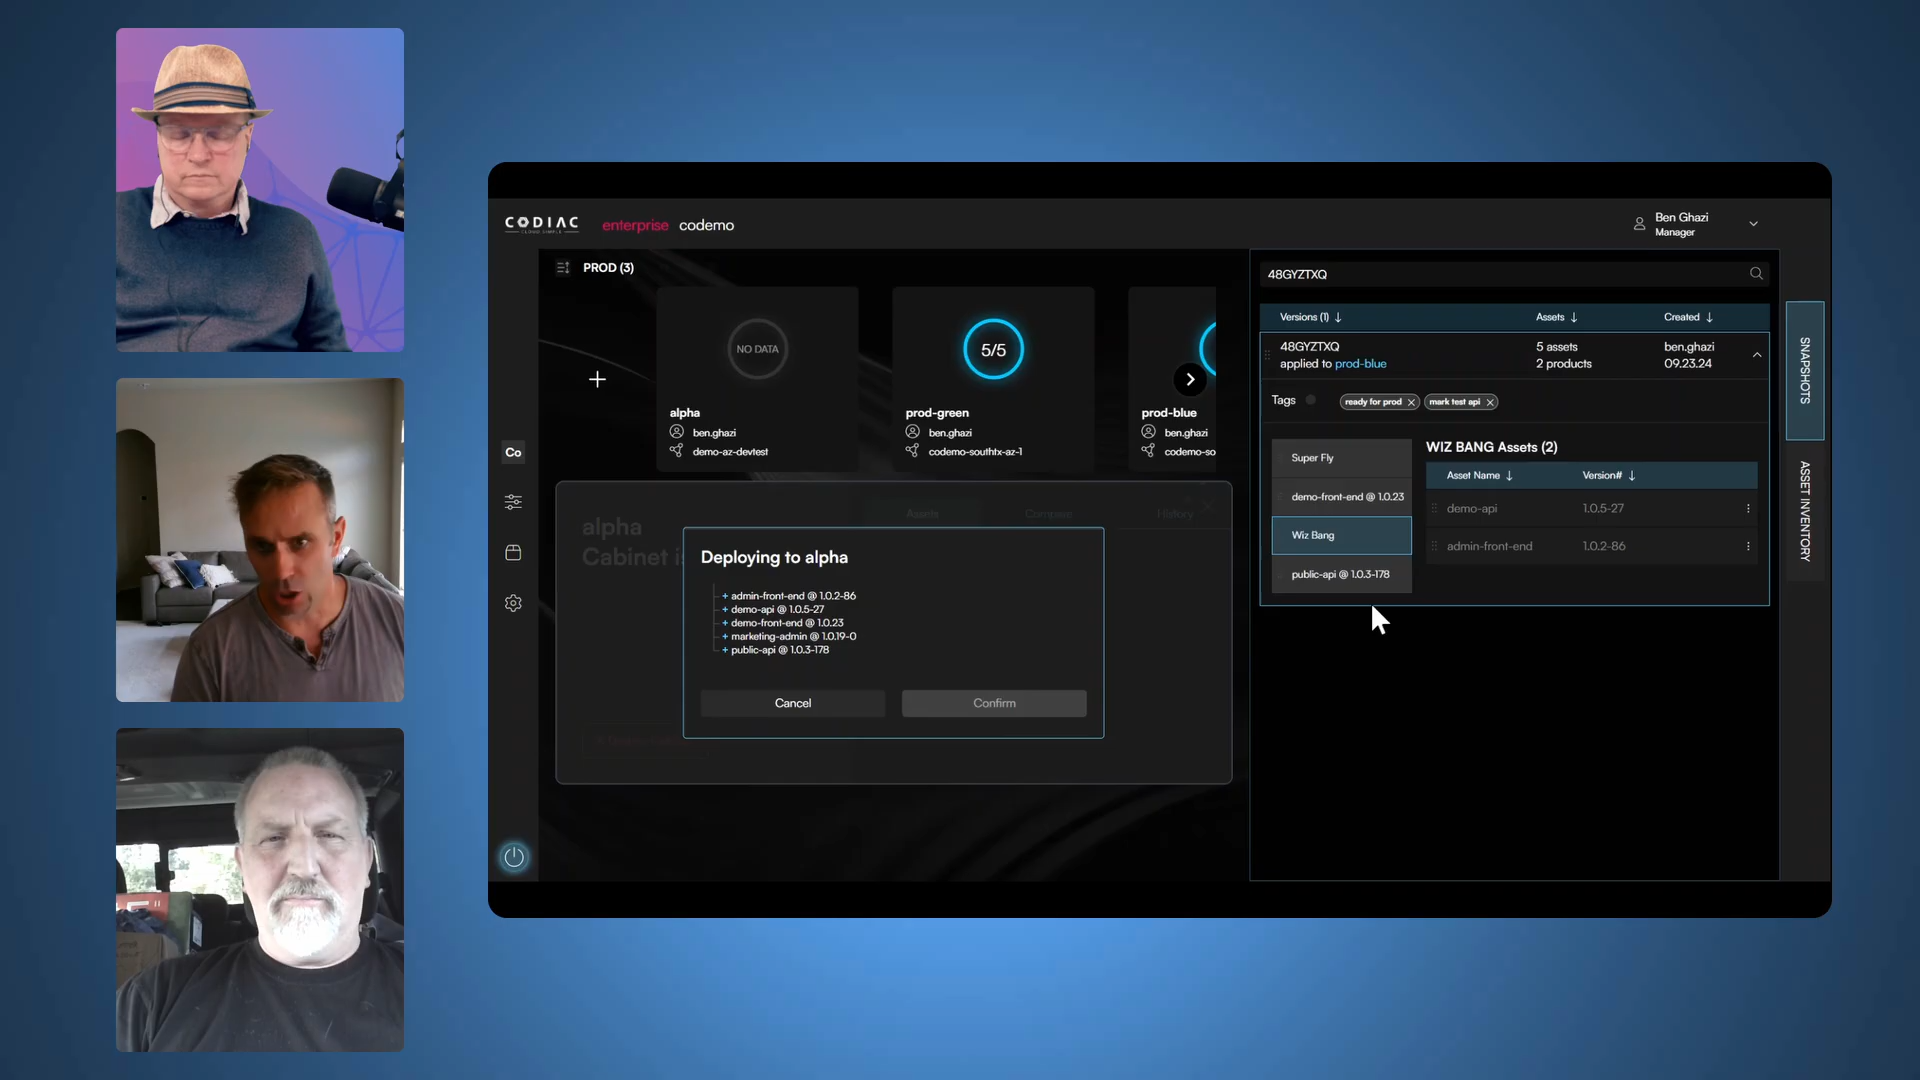 CODIAC
CLOUD SIMPLE
enterprise codemo
Ben Ghazi
Manager
PROD (3)
NO DATA
alpha
ben.ghazi
demo-az-devtest
5/5
prod-green
ben.ghazi
codemo-southtx-az-1
prod-blue
ben.ghazi
codemo-so
Co
alpha
Cabinet is
Assets
Compare
History
Deploying to alpha
+ admin-front-end @ 1.0.2-86
+ demo-api @ 1.0.5-27
+ demo-front-end @ 1.0.23
+ marketing-admin @ 1.0.19-0
+ public-api @ 1.0.3-178
Cancel
Confirm
48GYZTXQ
Versions (1) ↓
Assets ↓
Created ↓
48GYZTXQ
applied to prod-blue
5 assets
2 products
ben.ghazi
09.23.24
Tags
ready for prod
mark test api
Super Fly
demo-front-end @ 1.0.23
Wiz Bang
public-api @ 1.0.3-178
WIZ BANG Assets (2)
Asset Name ↓
Version# ↓
demo-api
1.0.5-27
admin-front-end
1.0.2-86
SNAPSHOTS
ASSET INVENTORY